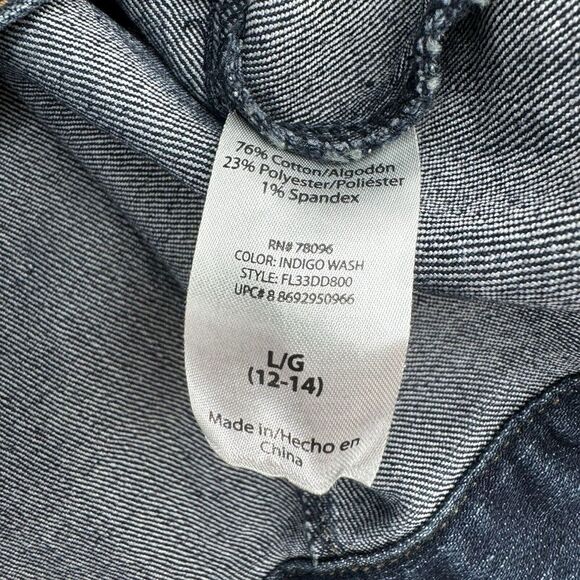 76% Cotton/Algodón
23% Polyester/Poliéster
1% Spandex
RN# 78096
COLOR: INDIGO WASH
STYLE: FL33DD800
UPC# 8 8692950966
L/G
(12-14)
Made in/Hecho en
China